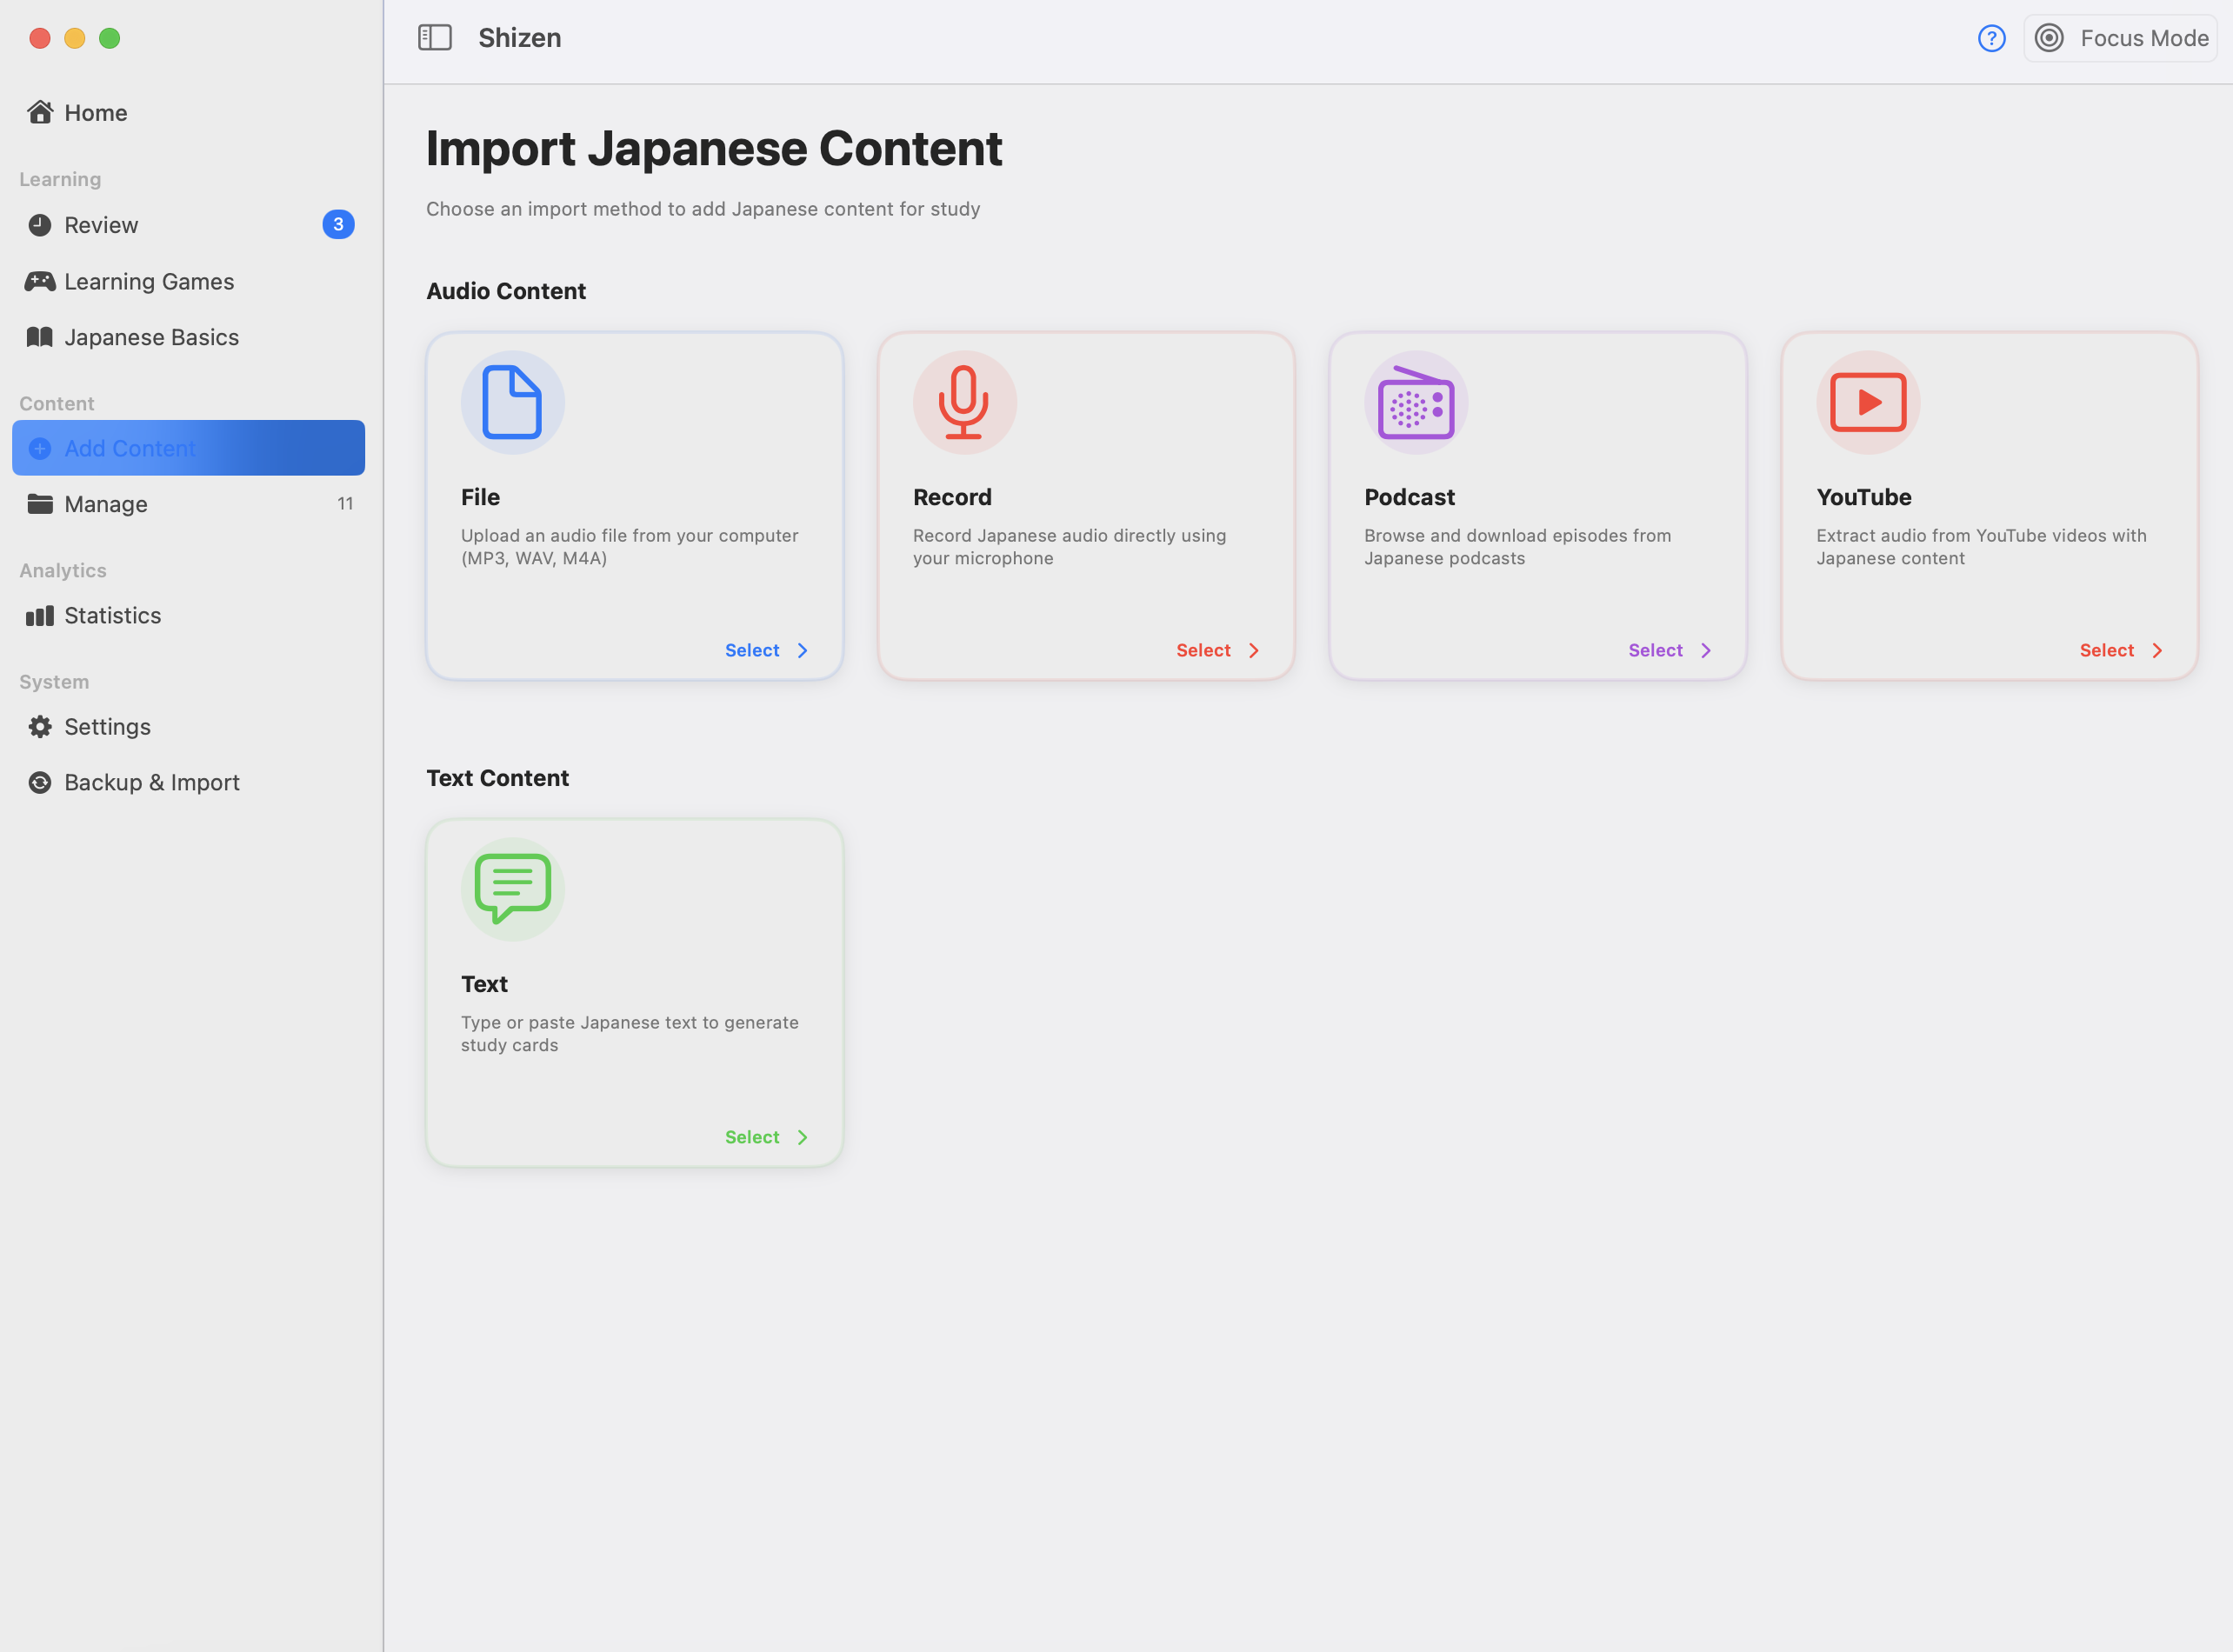 Shizen
? Focus Mode
Home
Learning
Review 3
Learning Games
Japanese Basics
Content
Add Content
Manage 11
Analytics
Statistics
System
Settings
Backup & Import
Import Japanese Content
Choose an import method to add Japanese content for study
Audio Content
File
Upload an audio file from your computer
(MP3, WAV, M4A)
Select
Record
Record Japanese audio directly using
your microphone
Select
Podcast
Browse and download episodes from
Japanese podcasts
Select
YouTube
Extract audio from YouTube videos with
Japanese content
Select
Text Content
Text
Type or paste Japanese text to generate
study cards
Select